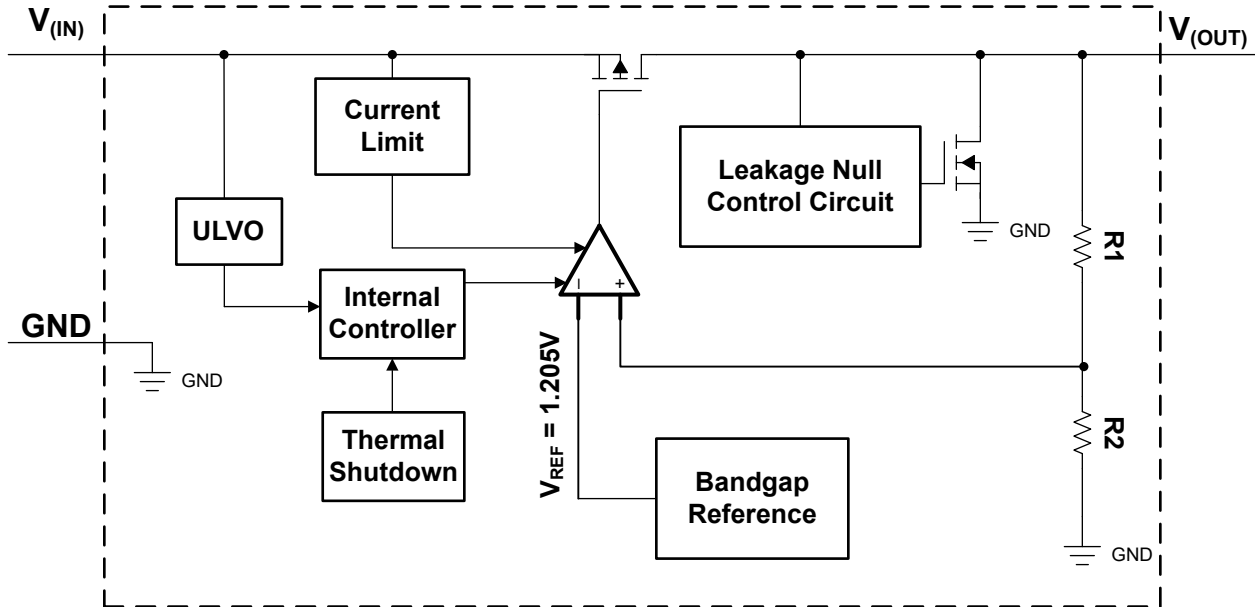 V(IN)
V(OUT)
Current
Limit
Leakage Null
Control Circuit
ULVO
GND
R1
Internal
Controller
– +
GND
GND
VREF = 1.205V
Thermal
Shutdown
R2
Bandgap
Reference
GND